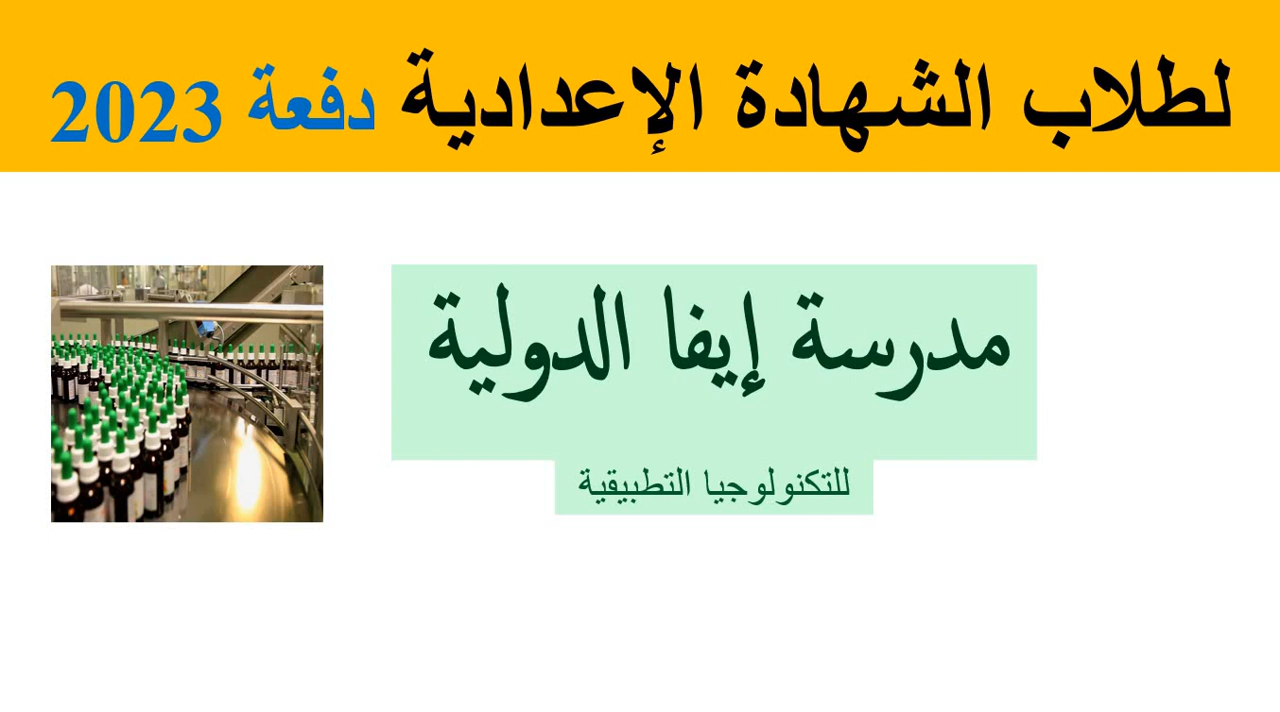 لطلاب الشهادة الإعدادية دفعة 2023
مدرسة إيفا الدولية
للتكنولوجيا التطبيقية